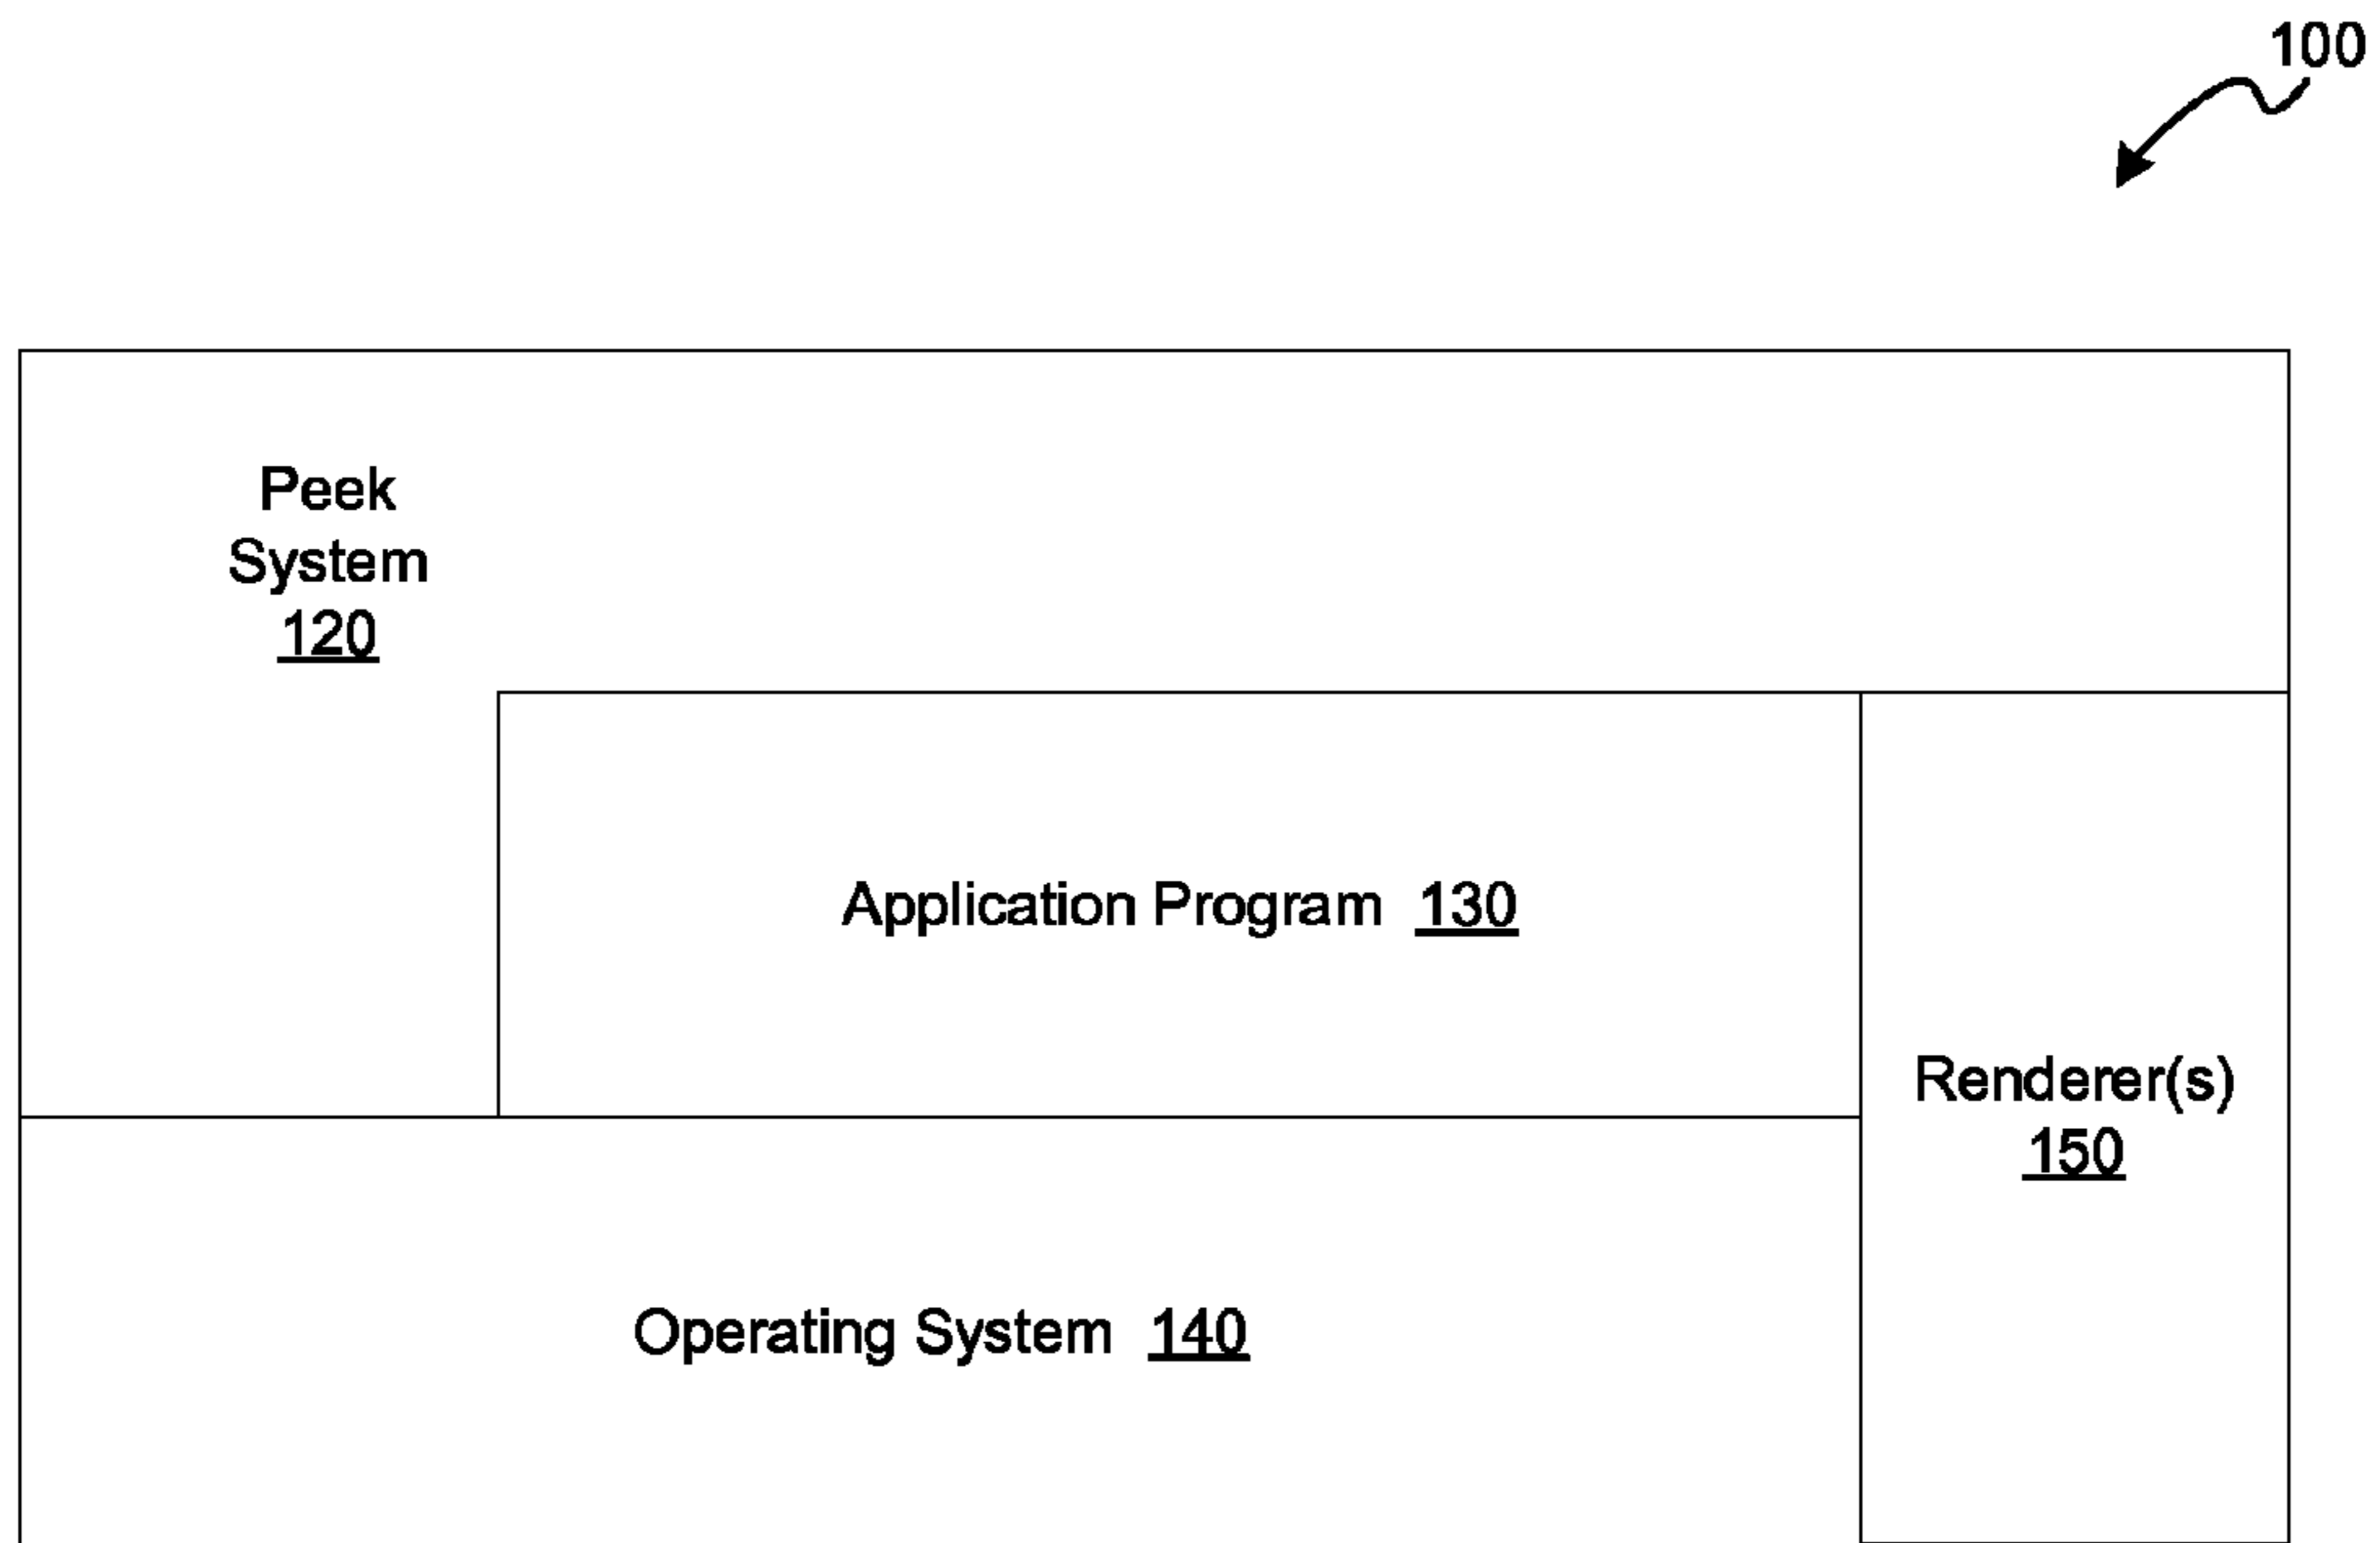 100
Peek
System
120
Application Program 130
Renderer(s)
150
Operating System 140